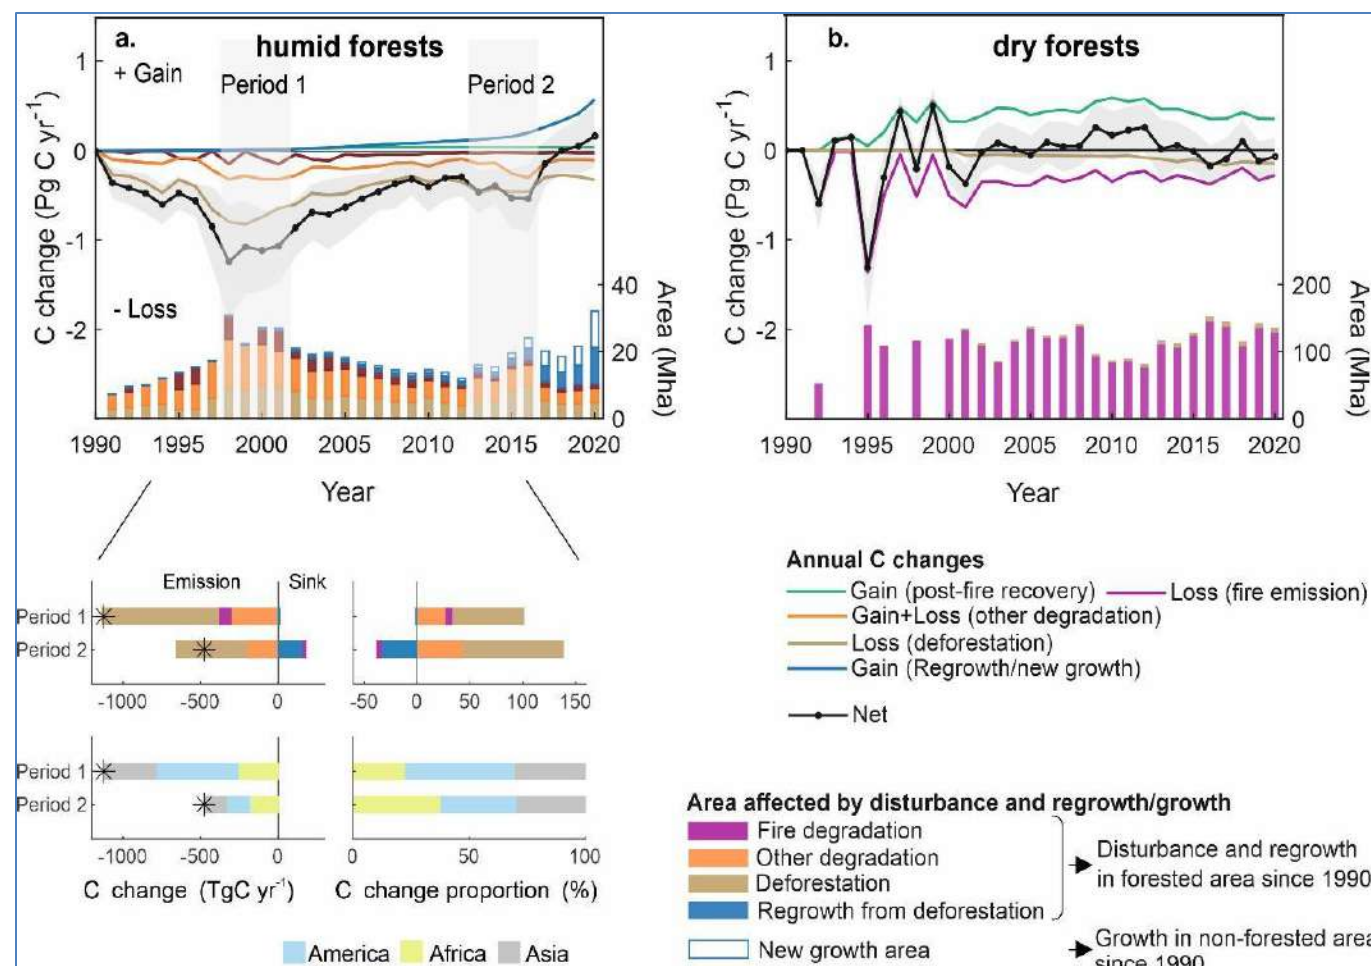 a.
humid forests
+ Gain
Period 1
Period 2
- Loss
C change (Pg C yr⁻¹)
1
0
-1
-2
40
20
0
Area (Mha)
1990
1995
2000
2005
2010
2015
2020
Year
b.
dry forests
C change (Pg C yr⁻¹)
1
0
-1
-2
200
100
0
Area (Mha)
1990
1995
2000
2005
2010
2015
2020
Year
Emission
Sink
Period 1
Period 2
-1000
-500
0
-50
0
50
100
150
Period 1
Period 2
-1000
-500
0
0
50
100
C change (TgC yr⁻¹)
C change proportion (%)
America
Africa
Asia
Annual C changes
Gain (post-fire recovery)
Loss (fire emission)
Gain+Loss (other degradation)
Loss (deforestation)
Gain (Regrowth/new growth)
Net
Area affected by disturbance and regrowth/growth
Fire degradation
Other degradation
Deforestation
Regrowth from deforestation
Disturbance and regrowth
in forested area since 1990
New growth area
Growth in non-forested area
since 1990